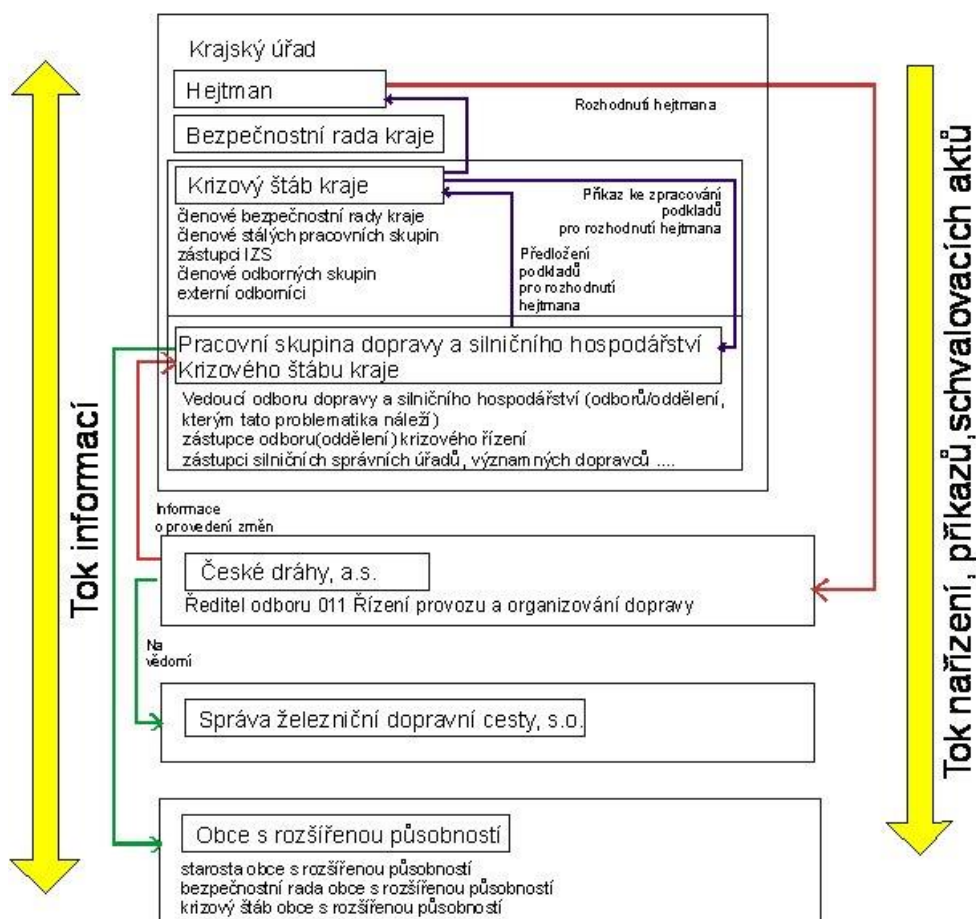 Krajský úřad
Hejtman
Rozhodnutí hejtmana
Bezpečnostní rada kraje
Krizový štáb kraje
členové bezpečnostní rady kraje
členové stálých pracovních skupin
zástupci IZS
členové odborných skupin
externí odborníci
Příkaz ke zpracování
podkladů
pro rozhodnutí hejtmana
Předložení
podkladů
pro rozhodnutí
hejtmana
Pracovní skupina dopravy a silničního hospodářství
Krizového štábu kraje
Vedoucí odboru dopravy a silničního hospodářství (odborů/oddělení,
kterým tato problematika náleží)
zástupce odboru(oddělení) krizového řízení
zástupci silničních správních úřadů, významných dopravců ....
Informace
o provedení změn
České dráhy, a.s.
Ředitel odboru 011 Řízení provozu a organizování dopravy
Na
vědomí
Správa železniční dopravní cesty, s.o.
Obce s rozšířenou působností
starosta obce s rozšířenou působností
bezpečnostní rada obce s rozšířenou působností
krizový štáb obce s rozšířenou působností
Tok informací
Tok nařízení, příkazů,schvalovacích aktů